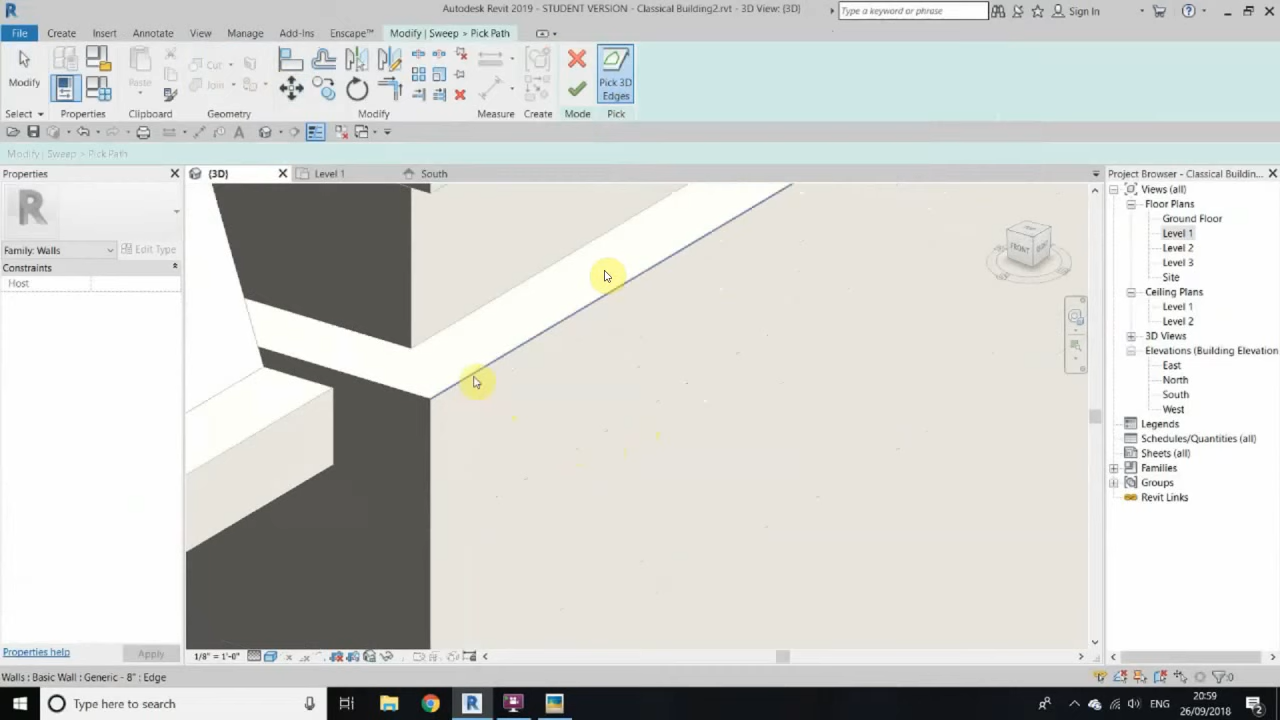 Autodesk Revit 2019 - STUDENT VERSION - Classical Building2.rvt - 3D View: {3D}
Type a keyword or phrase
Sign In
File Create Insert Annotate View Manage Add-Ins Enscape™ Modify | Sweep > Pick Path
Modify
Paste
Cut
Join
Pick 3D
Edges
Select Properties Clipboard Geometry Modify Measure Create Mode Pick
Modify | Sweep > Pick Path
Properties
{3D} Level 1 South
Project Browser - Classical Buildin...
R
Family: Walls
Edit Type
Constraints
Host
Properties help
Apply
FRONT
Views (all)
Floor Plans
Ground Floor
Level 1
Level 2
Level 3
Site
Ceiling Plans
Level 1
Level 2
3D Views
Elevations (Building Elevation
East
North
South
West
Legends
Schedules/Quantities (all)
Sheets (all)
Families
Groups
Revit Links
1/8" = 1'-0"
Walls : Basic Wall : Generic - 8" : Edge
:0
Type here to search
ENG
20:59
26/09/2018
2